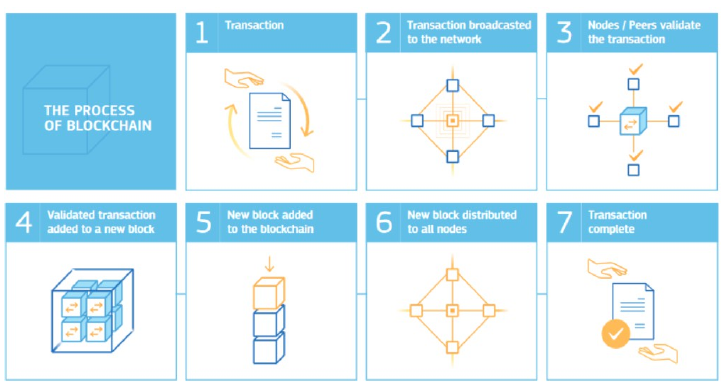 THE PROCESS
OF BLOCKCHAIN
1
Transaction
2
Transaction broadcasted
to the network
3
Nodes / Peers validate
the transaction
4
Validated transaction
added to a new block
5
New block added
to the blockchain
6
New block distributed
to all nodes
7
Transaction
complete